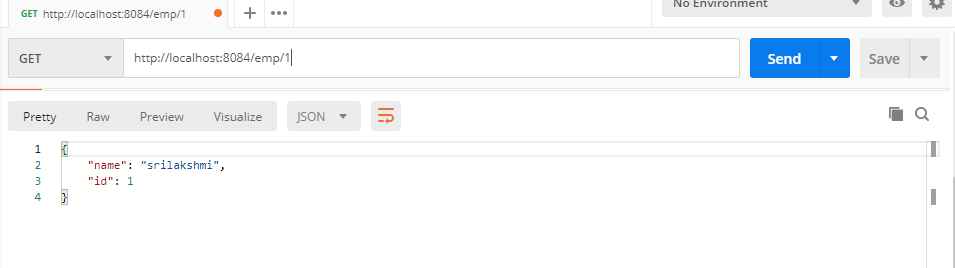 GET http://localhost:8084/emp/1
No Environment
GET http://localhost:8084/emp/1
Send
Save
Pretty Raw Preview Visualize JSON
1 {
2 "name": "srilakshmi",
3 "id": 1
4 }